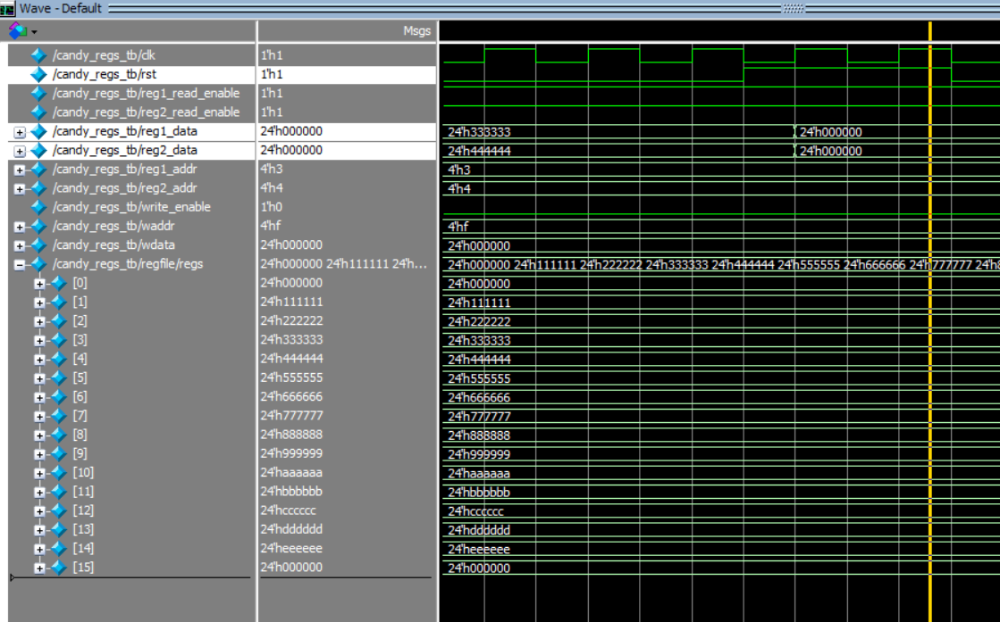 Wave - Default
Msgs
/candy_regs_tb/clk 1'h1
/candy_regs_tb/rst 1'h1
/candy_regs_tb/reg1_read_enable 1'h1
/candy_regs_tb/reg2_read_enable 1'h1
/candy_regs_tb/reg1_data 24'h000000 24'h333333 24'h000000
/candy_regs_tb/reg2_data 24'h000000 24'h444444 24'h000000
/candy_regs_tb/reg1_addr 4'h3 4'h3
/candy_regs_tb/reg2_addr 4'h4 4'h4
/candy_regs_tb/write_enable 1'h0
/candy_regs_tb/waddr 4'hf 4'hf
/candy_regs_tb/wdata 24'h000000 24'h000000
/candy_regs_tb/regfile/regs 24'h000000 24'h111111 24'h... 24'h000000 24'h111111 24'h222222 24'h333333 24'h444444 24'h555555 24'h666666 24'h777777 24'h8
[0] 24'h000000 24'h000000
[1] 24'h111111 24'h111111
[2] 24'h222222 24'h222222
[3] 24'h333333 24'h333333
[4] 24'h444444 24'h444444
[5] 24'h555555 24'h555555
[6] 24'h666666 24'h666666
[7] 24'h777777 24'h777777
[8] 24'h888888 24'h888888
[9] 24'h999999 24'h999999
[10] 24'haaaaaa 24'haaaaaa
[11] 24'hbbbbbb 24'hbbbbbb
[12] 24'hcccccc 24'hcccccc
[13] 24'hdddddd 24'hdddddd
[14] 24'heeeeee 24'heeeeee
[15] 24'h000000 24'h000000